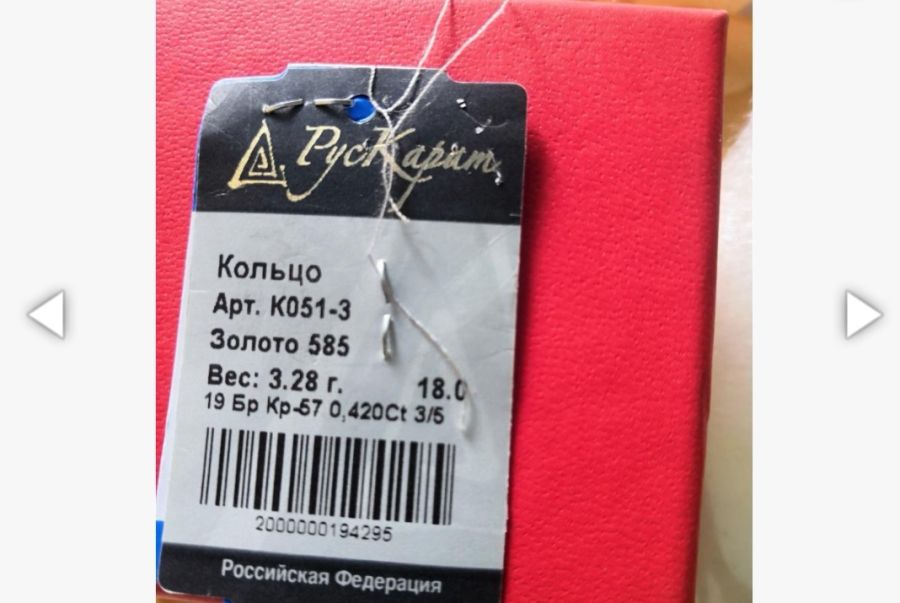 РусКарат
Кольцо
Арт. К051-3
Золото 585
Вес: 3.28 г. 18.0
19 Бр Кр-57 0,420Ct 3/5
2000000194295
Российская Федерация